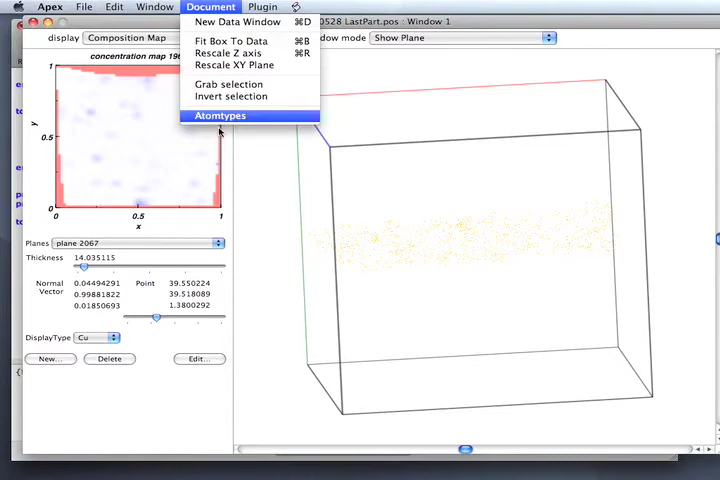 Apex File Edit Window Document Plugin
0528 LastPart.pos : Window 1
display Composition Map
mode Show Plane
New Data Window ⌘D
Fit Box To Data ⌘B
Rescale Z axis ⌘R
Rescale XY Plane
Grab selection
Invert selection
Atomtypes
concentration map 196
1
y
0.5
0
0 0.5 1
x
Planes plane 2067
Thickness 14.035115
Normal Vector
0.04494291
0.99881822
0.01850693
Point
39.550224
39.518089
1.3800292
DisplayType Cu
New... Delete Edit...